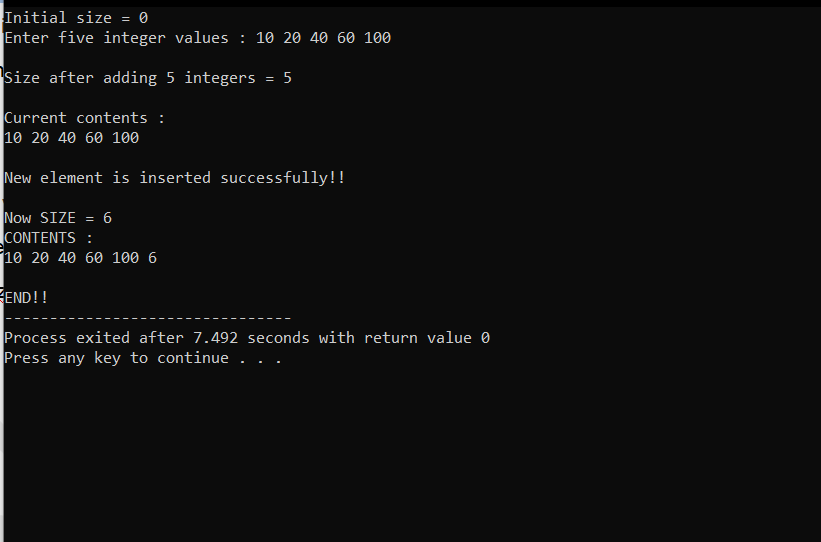 Initial size = 0
Enter five integer values : 10 20 40 60 100
Size after adding 5 integers = 5
Current contents :
10 20 40 60 100
New element is inserted successfully!!
Now SIZE = 6
CONTENTS :
10 20 40 60 100 6
END!!
--------------------------------
Process exited after 7.492 seconds with return value 0
Press any key to continue . . .